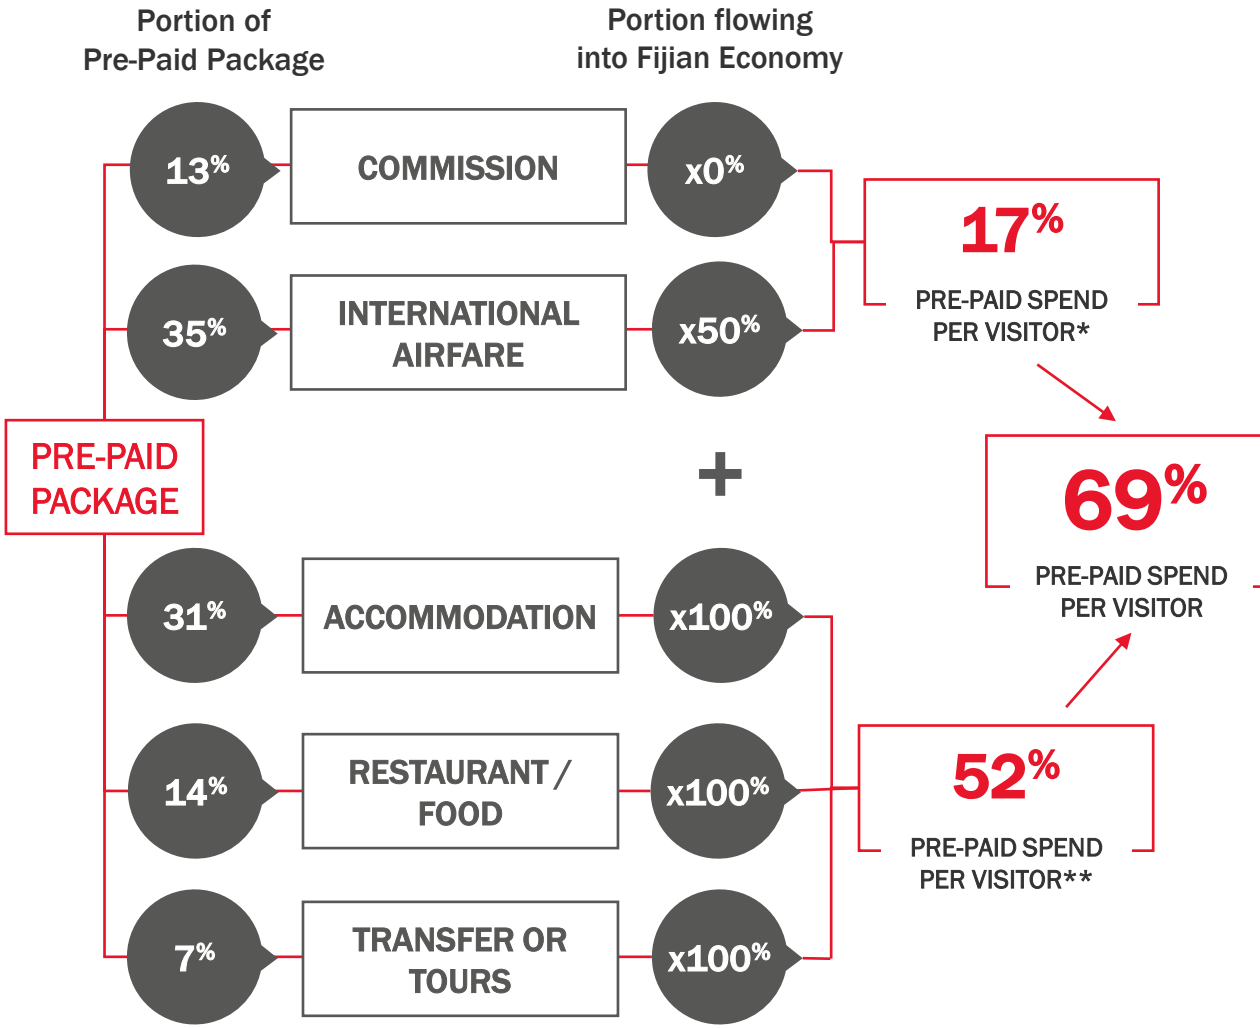 Portion of
Pre-Paid Package
Portion flowing
into Fijian Economy
13%
COMMISSION
x0%
17%
PRE-PAID SPEND
PER VISITOR*
35%
INTERNATIONAL
AIRFARE
x50%
PRE-PAID
PACKAGE
+
69%
PRE-PAID SPEND
PER VISITOR
31%
ACCOMMODATION
x100%
14%
RESTAURANT /
FOOD
x100%
52%
PRE-PAID SPEND
PER VISITOR**
7%
TRANSFER OR
TOURS
x100%